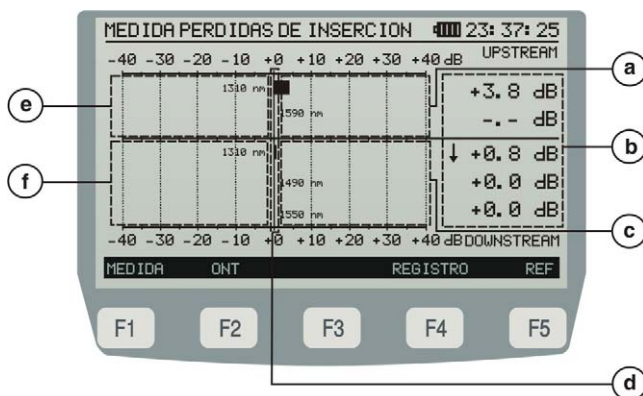 MEDIDA PERDIDAS DE INSERCION 23:37:25
-40 -30 -20 -10 +0 +10 +20 +30 +40 dB UPSTREAM
a
e
1310 nm
+3.8 dB
1590 nm
-.- dB
b
1310 nm
↓ +0.8 dB
f
1490 nm
+0.0 dB
c
1550 nm
+0.0 dB
-40 -30 -20 -10 +0 +10 +20 +30 +40 dB DOWNSTREAM
MEDIDA ONT REGISTRO REF
F1 F2 F3 F4 F5
d